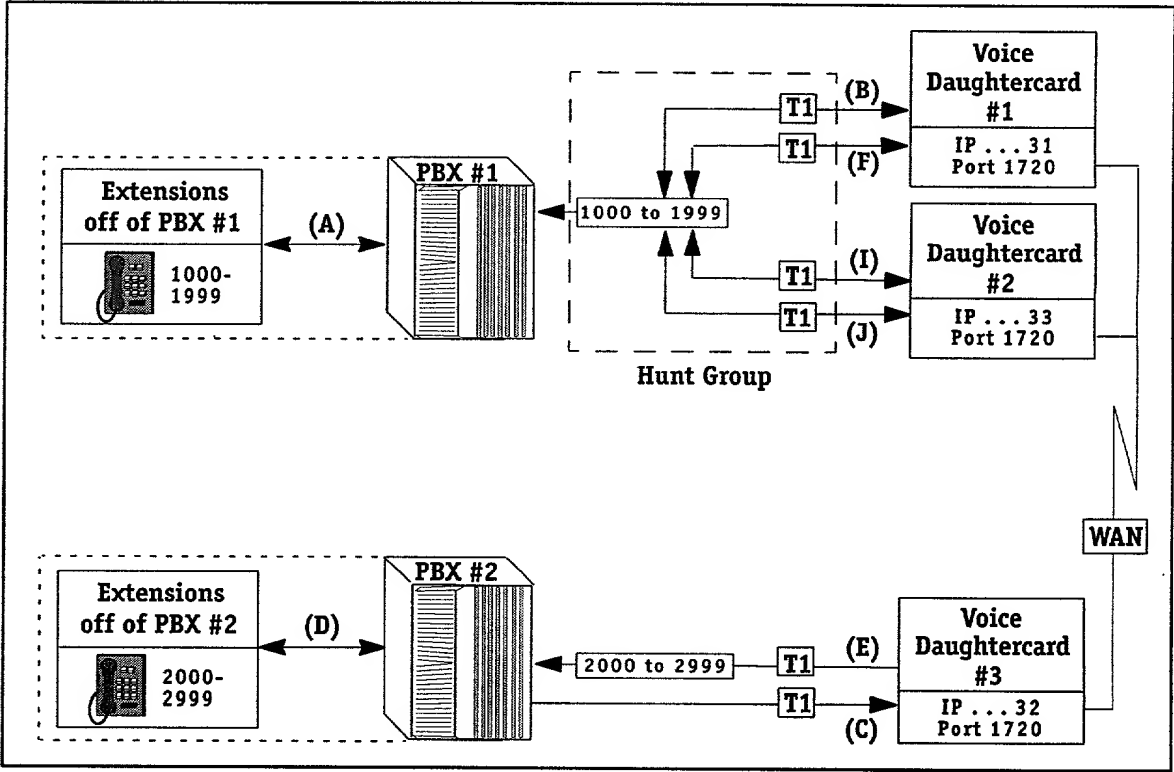 Voice
Daughtercard
#1
IP ... 31
Port 1720
(B)
T1
T1
(F)
PBX #1
Extensions
off of PBX #1
(A)
1000-
1999
1000 to 1999
Voice
Daughtercard
#2
IP ... 33
Port 1720
(I)
T1
T1
(J)
Hunt Group
WAN
PBX #2
Extensions
off of PBX #2
(D)
2000-
2999
2000 to 2999
T1
(E)
T1
(C)
Voice
Daughtercard
#3
IP ... 32
Port 1720